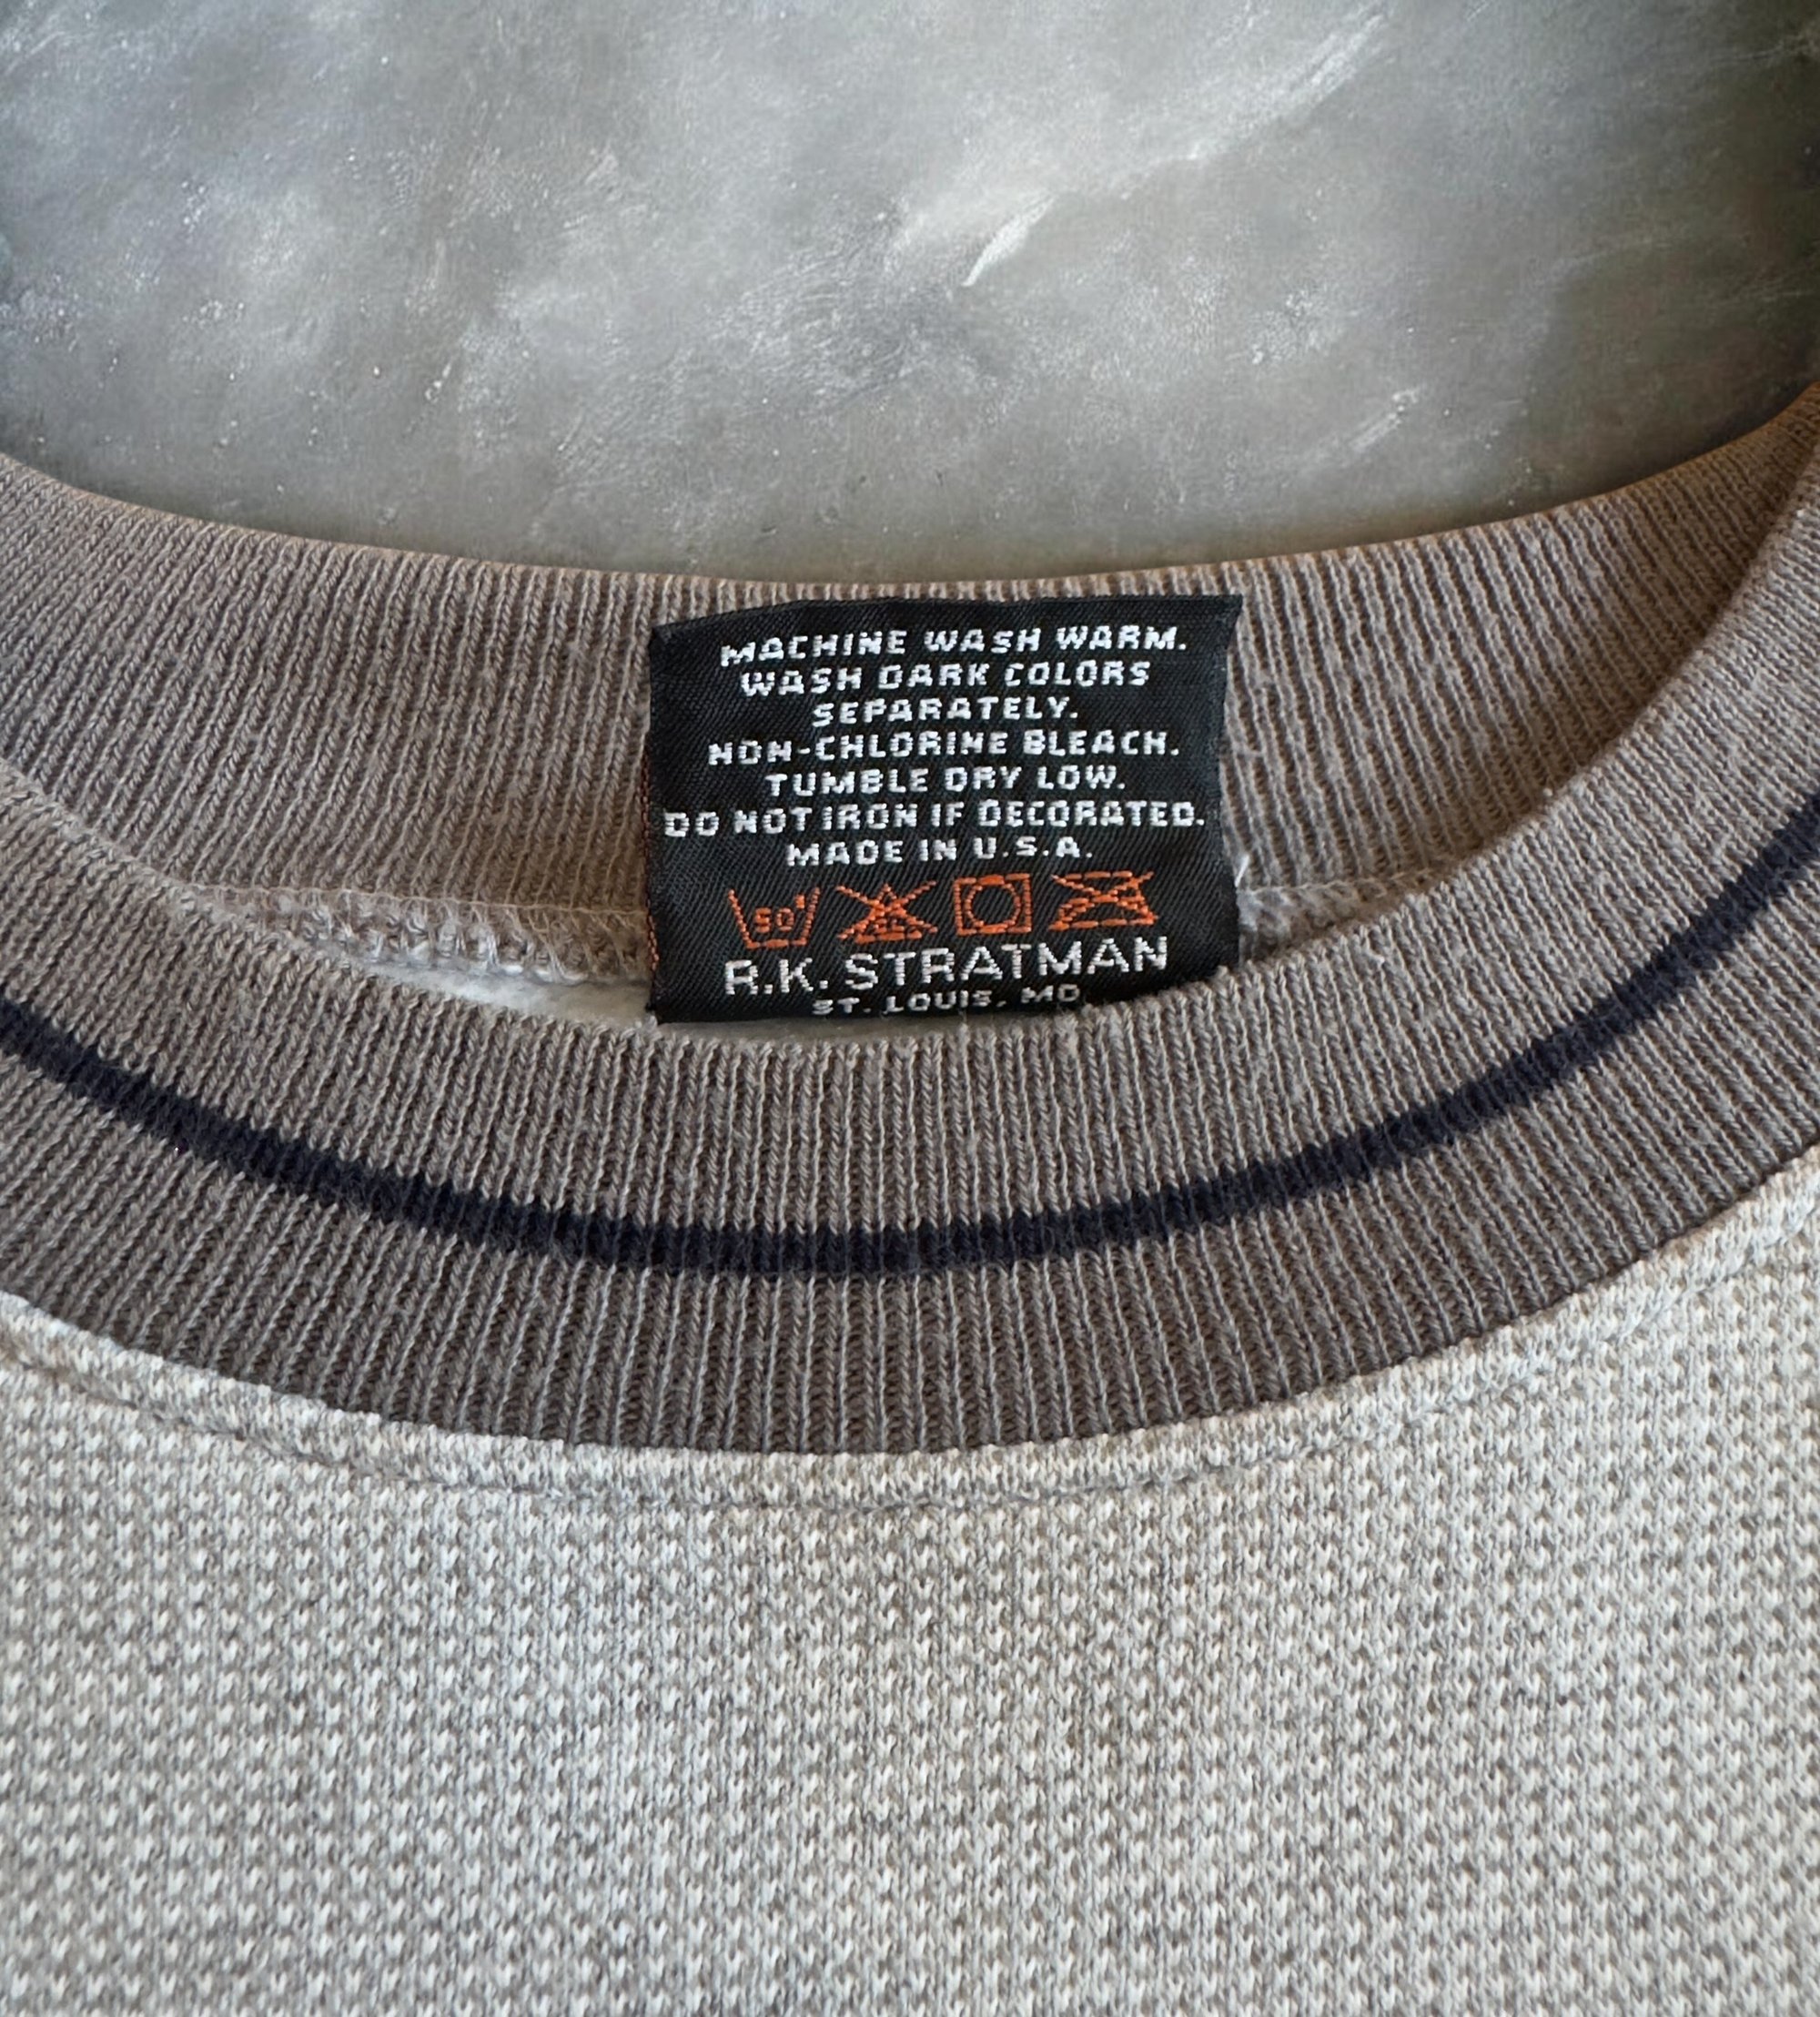 MACHINE WASH WARM.
WASH DARK COLORS
SEPARATELY.
NON-CHLORINE BLEACH.
TUMBLE DRY LOW.
DO NOT IRON IF DECORATED.
MADE IN U.S.A.
50°
R.K. STRATMAN
ST. LOUIS, MO